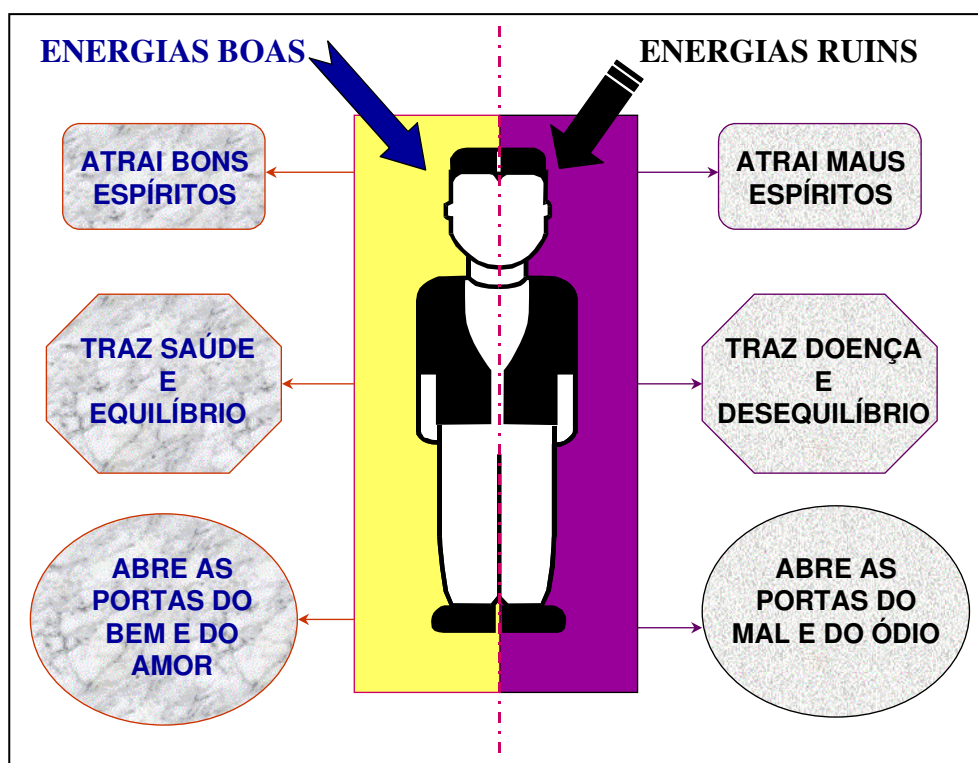 ENERGIAS BOAS
ENERGIAS RUINS
ATRAI BONS
ESPÍRITOS
ATRAI MAUS
ESPÍRITOS
TRAZ SAÚDE
E
EQUILÍBRIO
TRAZ DOENÇA
E
DESEQUILÍBRIO
ABRE AS
PORTAS DO
BEM E DO
AMOR
ABRE AS
PORTAS DO
MAL E DO ÓDIO